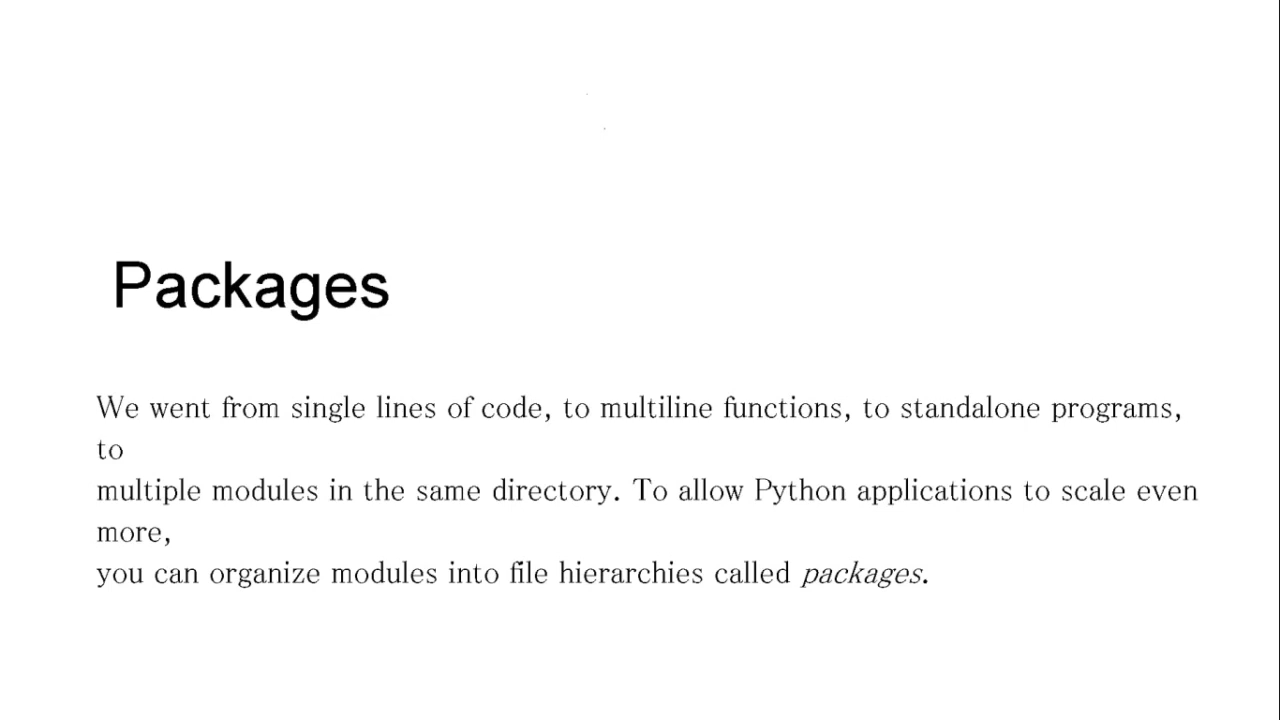 Packages
We went from single lines of code, to multiline functions, to standalone programs,
to
multiple modules in the same directory. To allow Python applications to scale even
more,
you can organize modules into file hierarchies called packages.